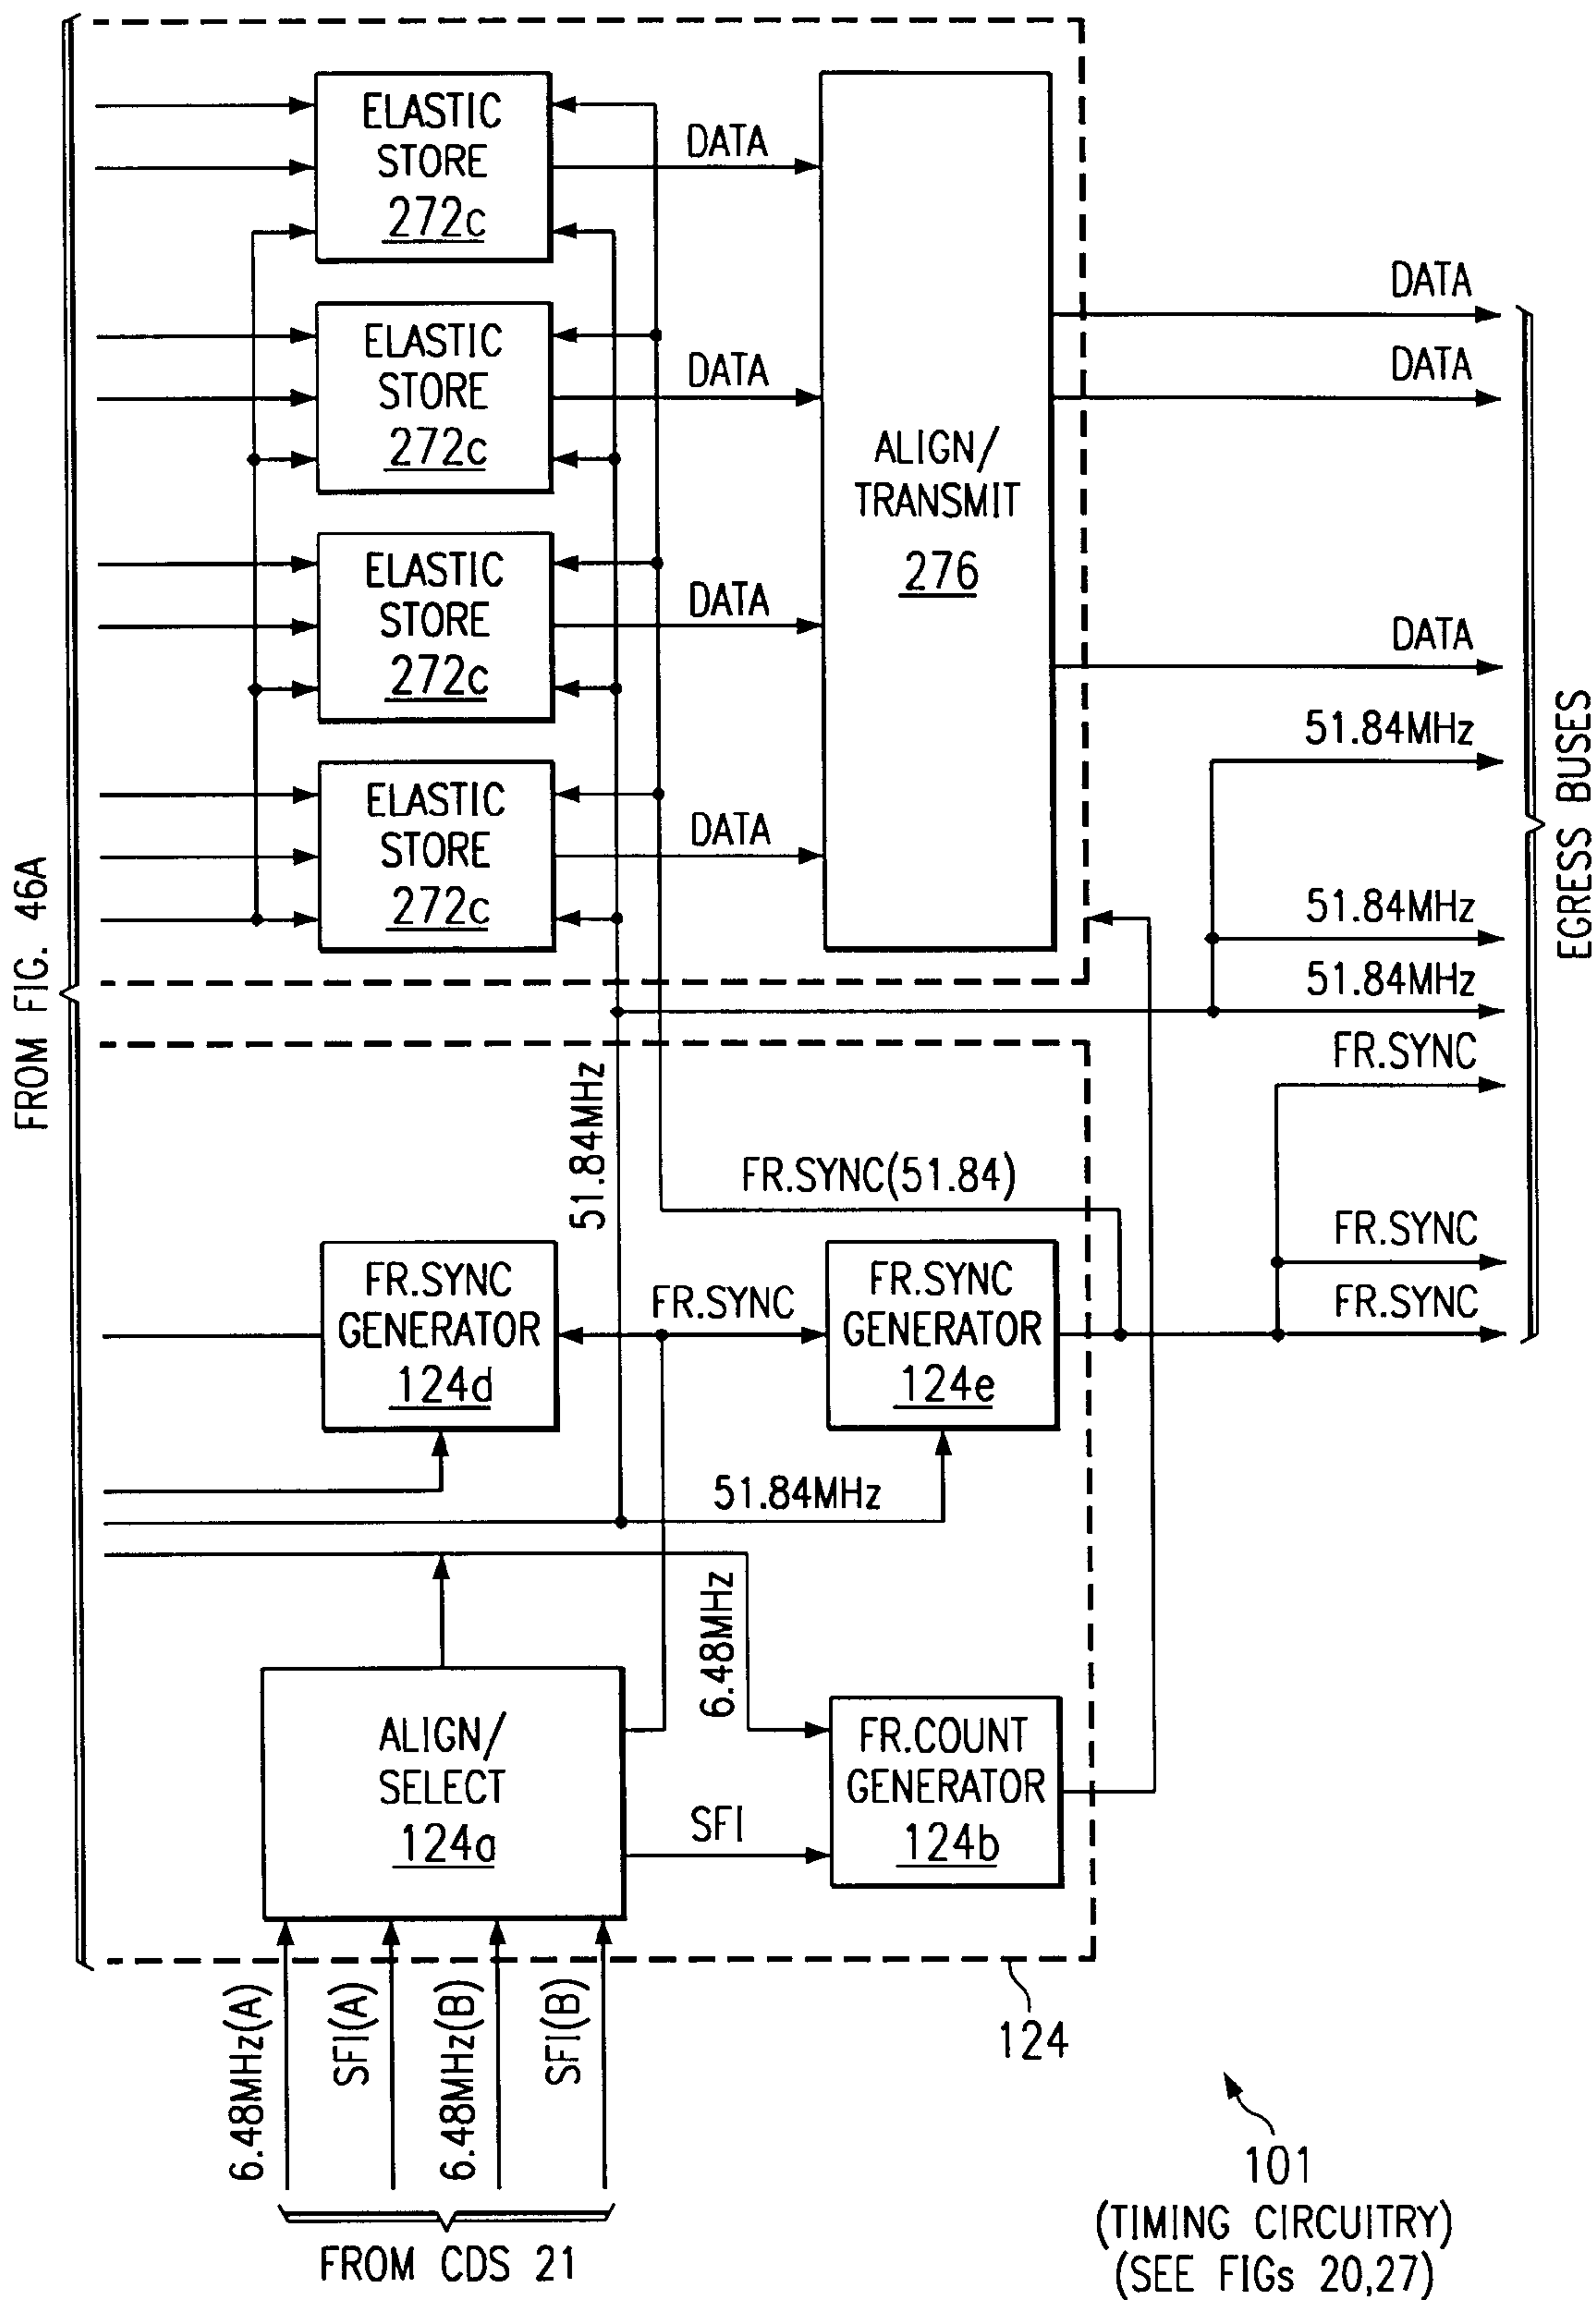 ELASTIC
STORE
272c
DATA
ELASTIC
STORE
272c
DATA
ELASTIC
STORE
272c
DATA
ELASTIC
STORE
272c
DATA
ALIGN/
TRANSMIT
276
DATA
DATA
DATA
51.84MHz
51.84MHz
51.84MHz
FR.SYNC
FR.SYNC
FR.SYNC
EGRESS BUSES
FROM FIG. 46A
51.84MHz
FR.SYNC(51.84)
FR.SYNC
GENERATOR
124d
FR.SYNC
FR.SYNC
GENERATOR
124e
51.84MHz
6.48MHz
ALIGN/
SELECT
124a
SFI
FR.COUNT
GENERATOR
124b
6.48MHz(A)
SFI(A)
6.48MHz(B)
SFI(B)
FROM CDS 21
124
101
(TIMING CIRCUITRY)
(SEE FIGs 20,27)